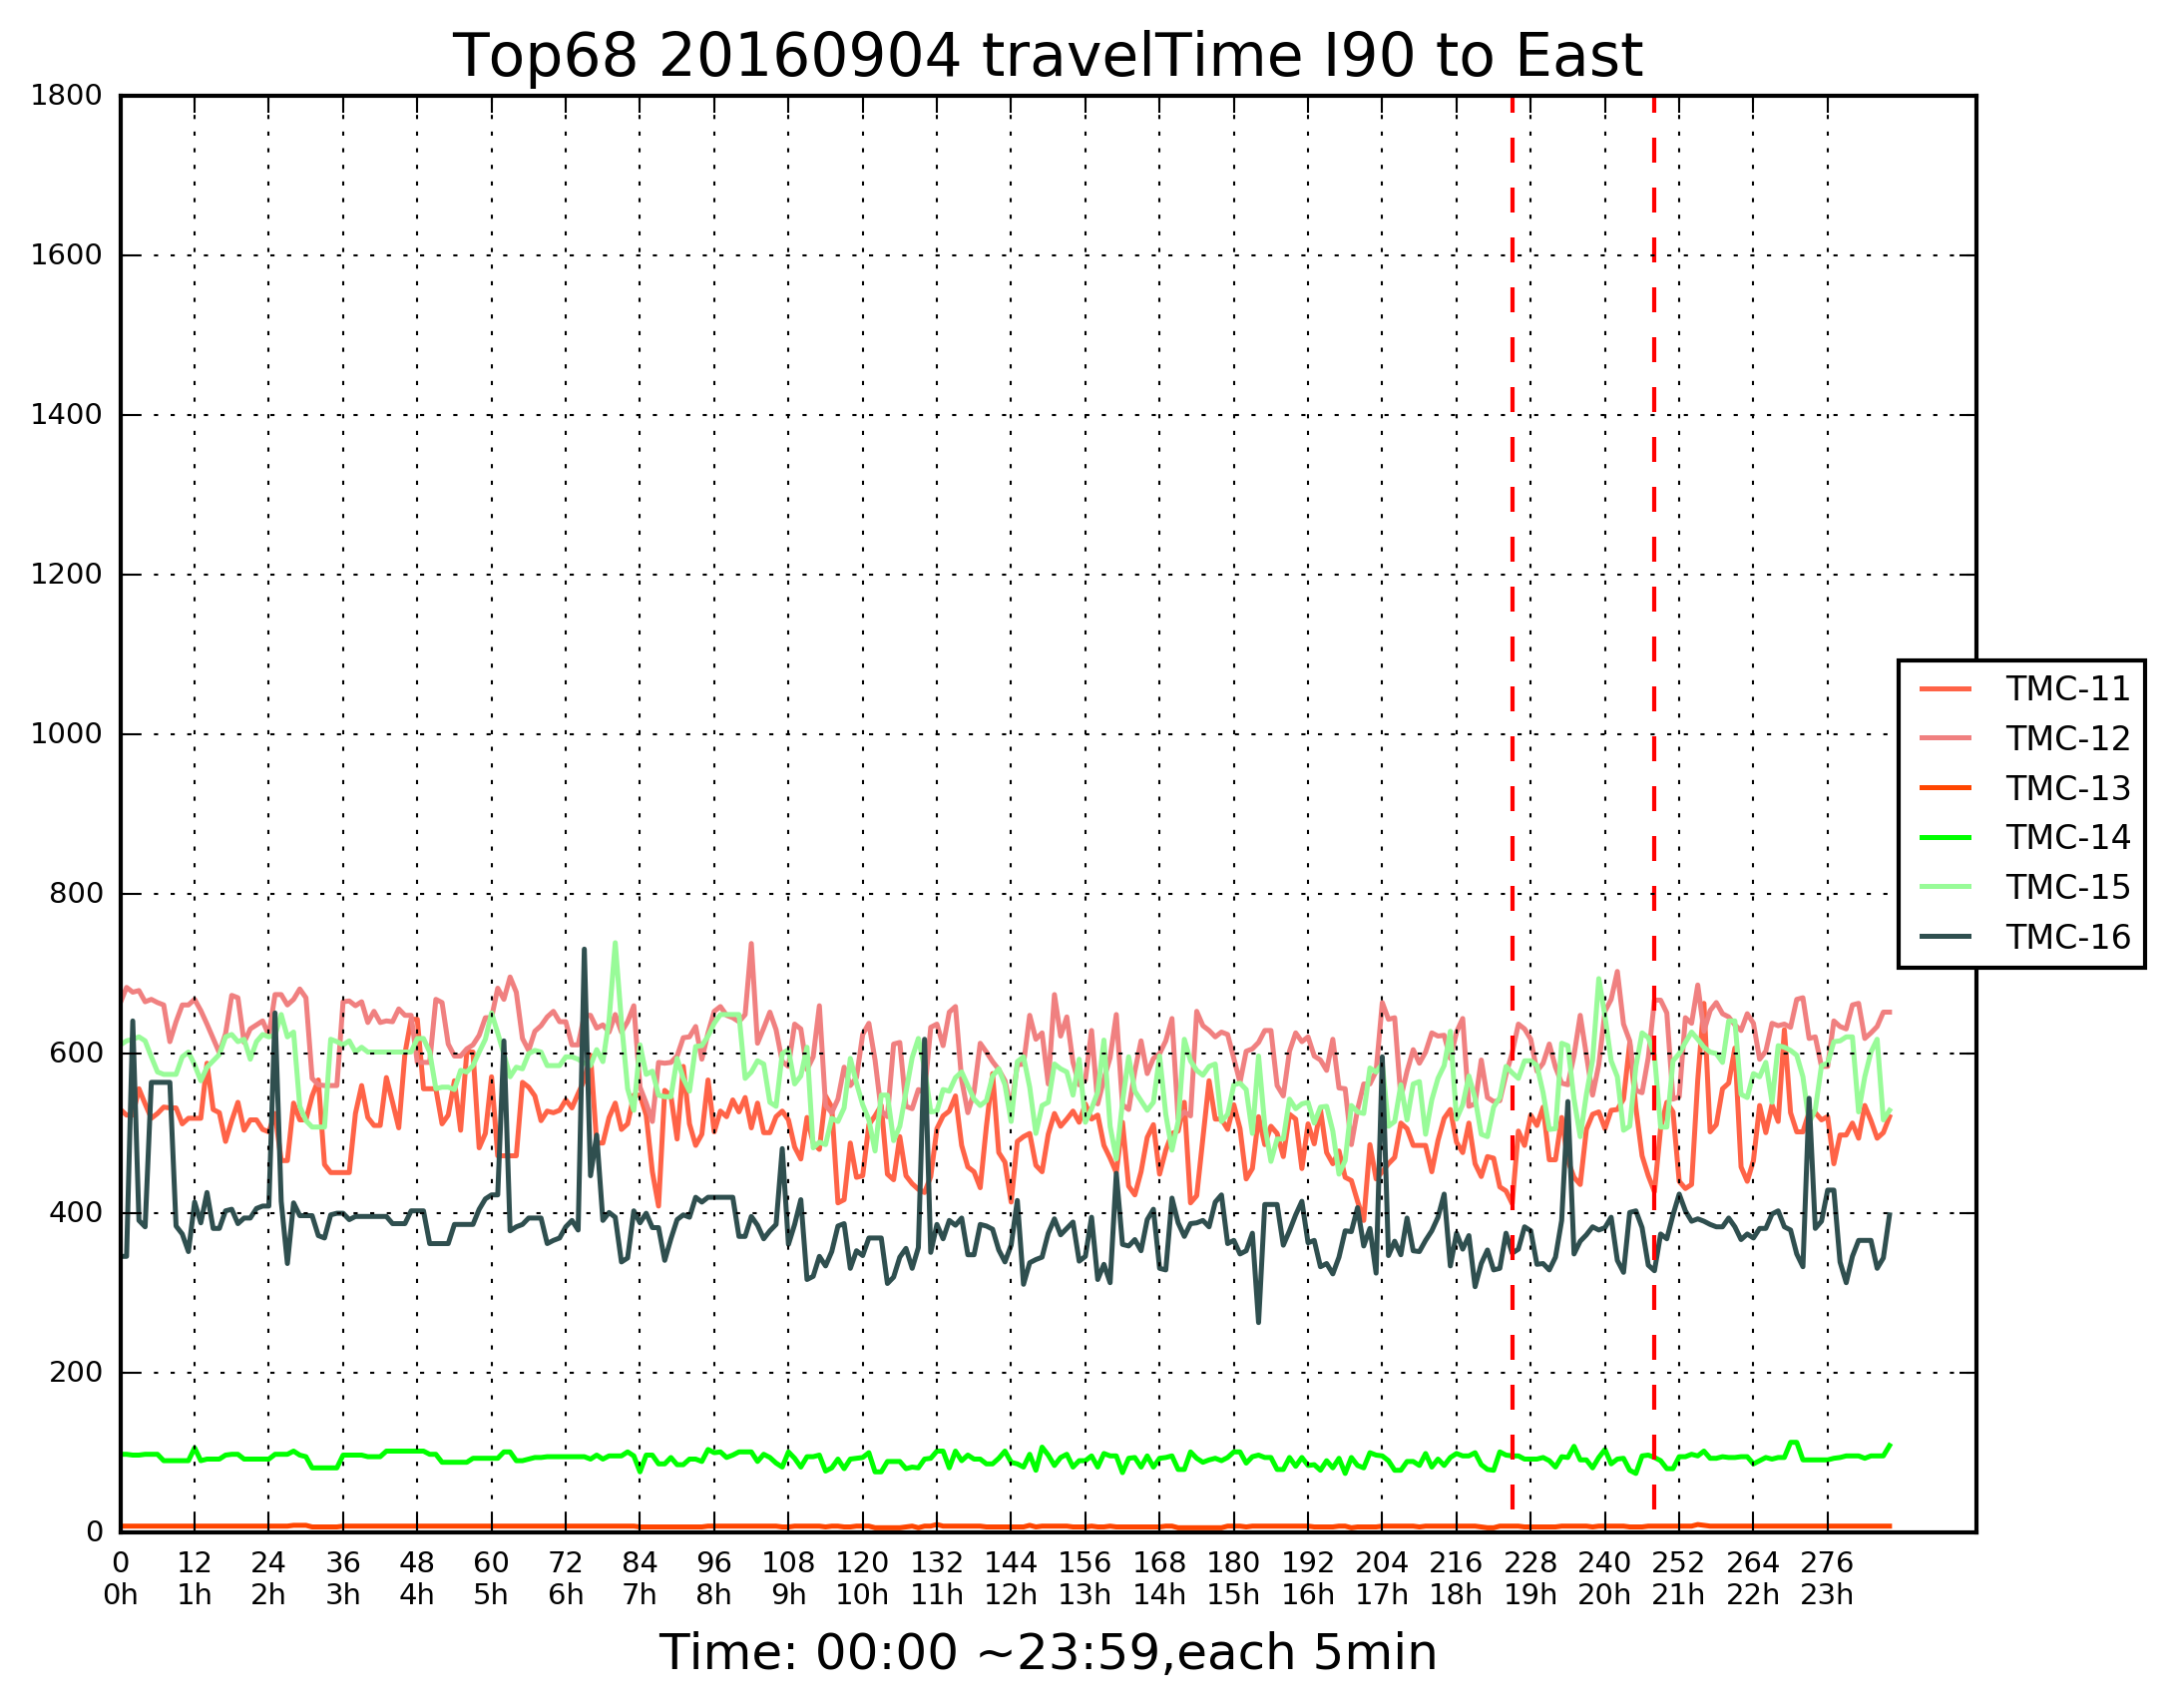 Top68 20160904 travelTime I90 to East
1800
1600
1400
1200
1000
800
600
400
200
0
TMC-11
TMC-12
TMC-13
TMC-14
TMC-15
TMC-16
0 12 24 36 48 60 72 84 96 108 120 132 144 156 168 180 192 204 216 228 240 252 264 276
0h 1h 2h 3h 4h 5h 6h 7h 8h 9h 10h 11h 12h 13h 14h 15h 16h 17h 18h 19h 20h 21h 22h 23h
Time: 00:00 ~23:59,each 5min